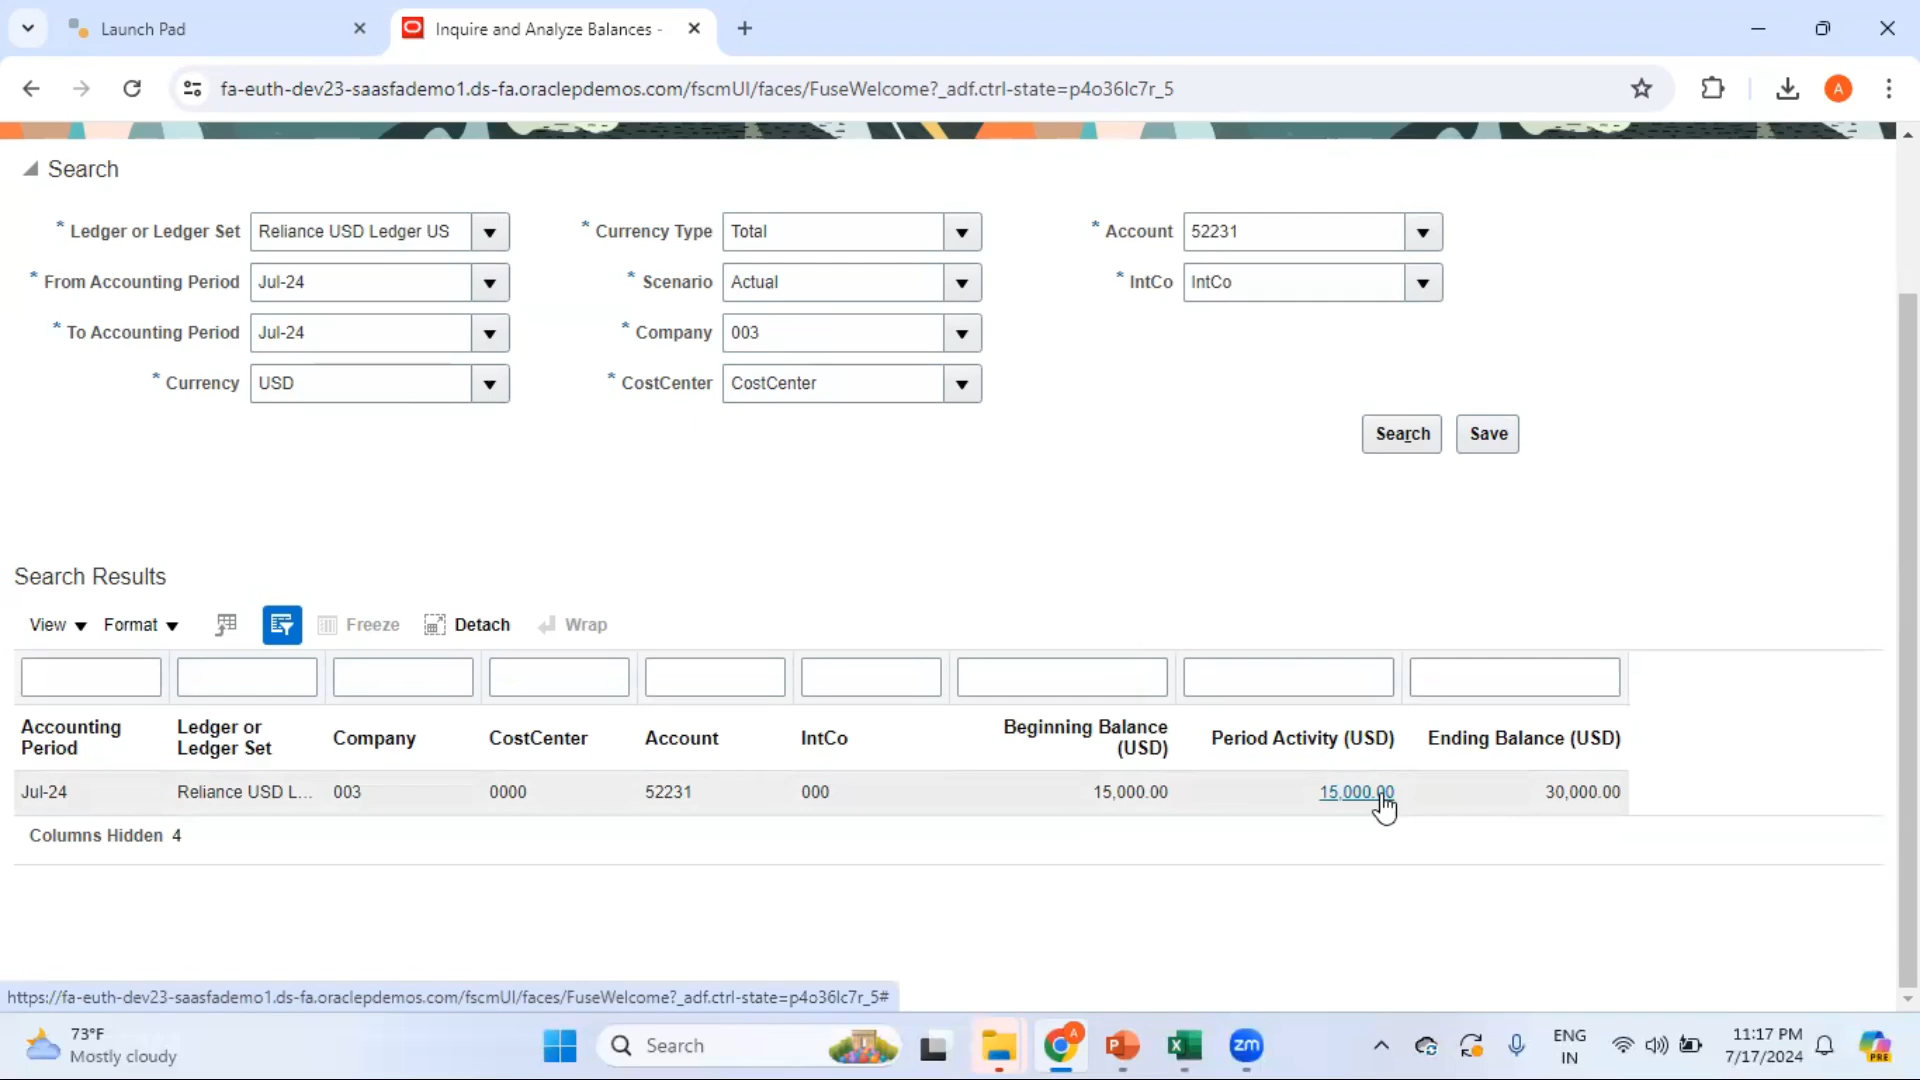 Launch Pad
Inquire and Analyze Balances -
fa-euth-dev23-saasfademo1.ds-fa.oraclepdemos.com/fscmUI/faces/FuseWelcome?_adf.ctrl-state=p4o36lc7r_5
A
Search
* Ledger or Ledger Set Reliance USD Ledger US
* Currency Type Total
* Account 52231
* From Accounting Period Jul-24
* Scenario Actual
* IntCo IntCo
* To Accounting Period Jul-24
* Company 003
* Currency USD
* CostCenter CostCenter
Search Save
Search Results
View Format Freeze Detach Wrap
Accounting Period
Ledger or Ledger Set
Company
CostCenter
Account
IntCo
Beginning Balance (USD)
Period Activity (USD)
Ending Balance (USD)
Jul-24 Reliance USD L... 003 0000 52231 000 15,000.00 15,000.00 30,000.00
Columns Hidden 4
https://fa-euth-dev23-saasfademo1.ds-fa.oraclepdemos.com/fscmUI/faces/FuseWelcome?_adf.ctrl-state=p4o36lc7r_5#
73°F
Mostly cloudy
Search
A
P
X
zm
ENG
IN
11:17 PM
7/17/2024
PRE